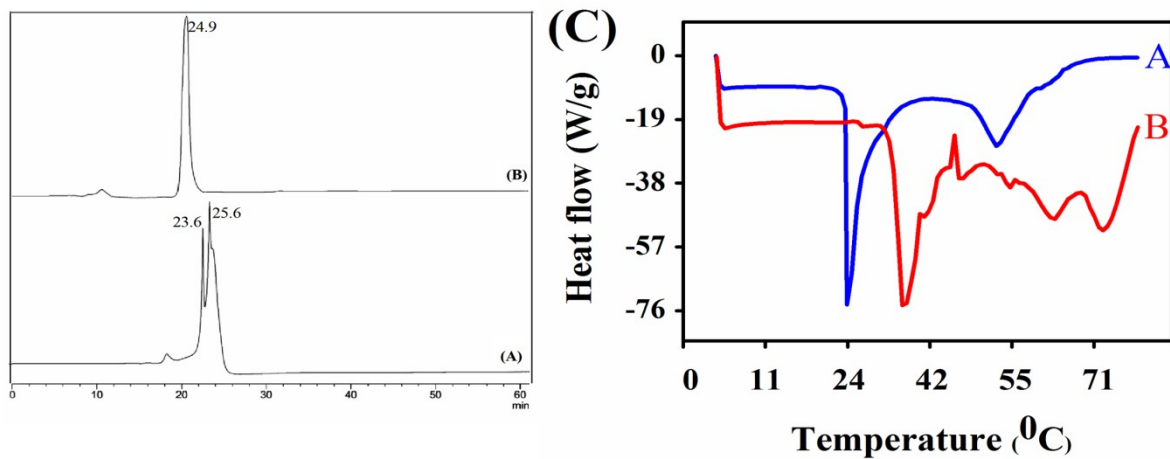 24.9
(B)
23.6
25.6
(A)
0 10 20 30 40 50 60
min
(C)
0
-19
-38
-57
-76
Heat flow (W/g)
A
B
0 11 24 42 55 71
Temperature (⁰C)